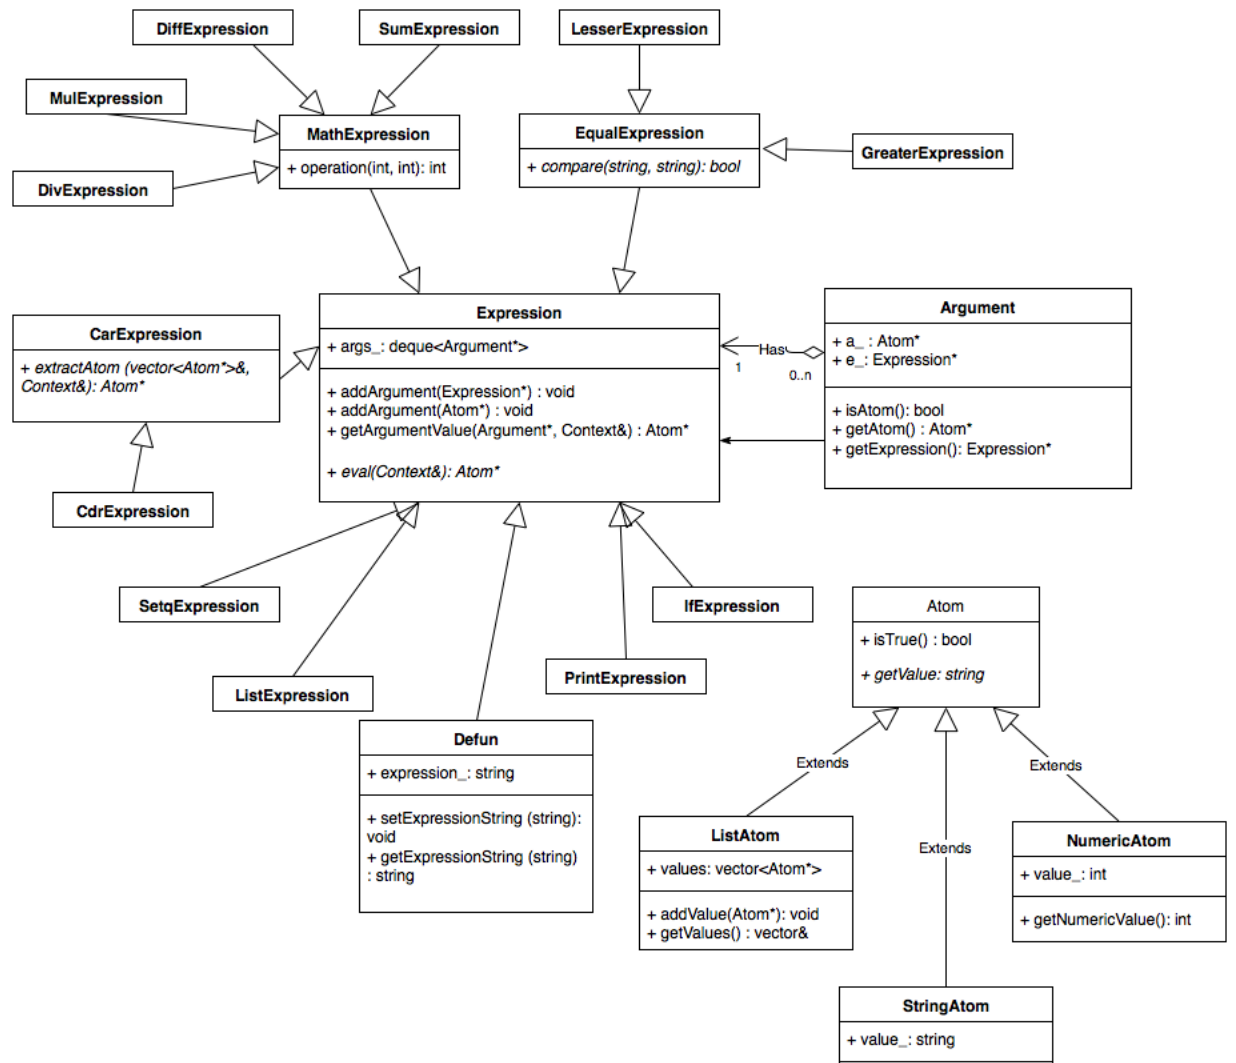 DiffExpression
SumExpression
LesserExpression
MulExpression
MathExpression
+ operation(int, int): int
EqualExpression
+ compare(string, string): bool
GreaterExpression
DivExpression
CarExpression
+ extractAtom (vector<Atom*>&,
Context&): Atom*
Expression
+ args_: deque<Argument*>
+ addArgument(Expression*) : void
+ addArgument(Atom*) : void
+ getArgumentValue(Argument*, Context&) : Atom*
+ eval(Context&): Atom*
Has
1
0..n
Argument
+ a_ : Atom*
+ e_: Expression*
+ isAtom(): bool
+ getAtom() : Atom*
+ getExpression(): Expression*
CdrExpression
SetqExpression
IfExpression
ListExpression
PrintExpression
Atom
+ isTrue() : bool
+ getValue: string
Defun
+ expression_: string
+ setExpressionString (string):
void
+ getExpressionString (string)
: string
Extends
Extends
Extends
ListAtom
+ values: vector<Atom*>
+ addValue(Atom*): void
+ getValues() : vector&
NumericAtom
+ value_: int
+ getNumericValue(): int
StringAtom
+ value_: string